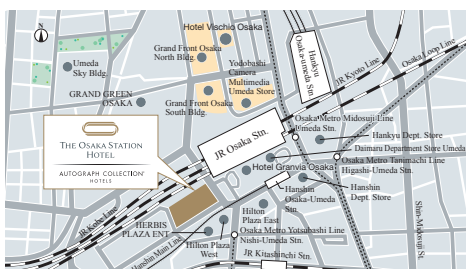 Hotel Vischio Osaka
Grand Front Osaka
North Bldg.
Umeda
Sky Bldg.
Yodobashi
Camera
Multimedia
Umeda Store
Hankyu
Osaka-umeda Stn.
JR Kyoto Line
Osaka Loop Line
GRAND GREEN
OSAKA
Grand Front Osaka
South Bldg.
Osaka Metro Midosuji Line
Umeda Stn.
THE OSAKA STATION
HOTEL
AUTOGRAPH COLLECTION®
HOTELS
JR Osaka Stn.
Hankyu Dept. Store
Daimaru Department Store Umeda
Osaka Metro Tanimachi Line
Higashi-Umeda Stn.
Hotel Granvia Osaka
Hanshin
Osaka-Umeda
Stn.
Hanshin
Dept. Store
JR Kobe Line
HERBIS
PLAZA ENT
Hilton
Plaza East
Hilton
Plaza
West
Hanshin Main Line
Osaka Metro Yotsubashi Line
Nishi-Umeda Stn.
JR Kitashinchi Stn.
Shin-Midosuji St.